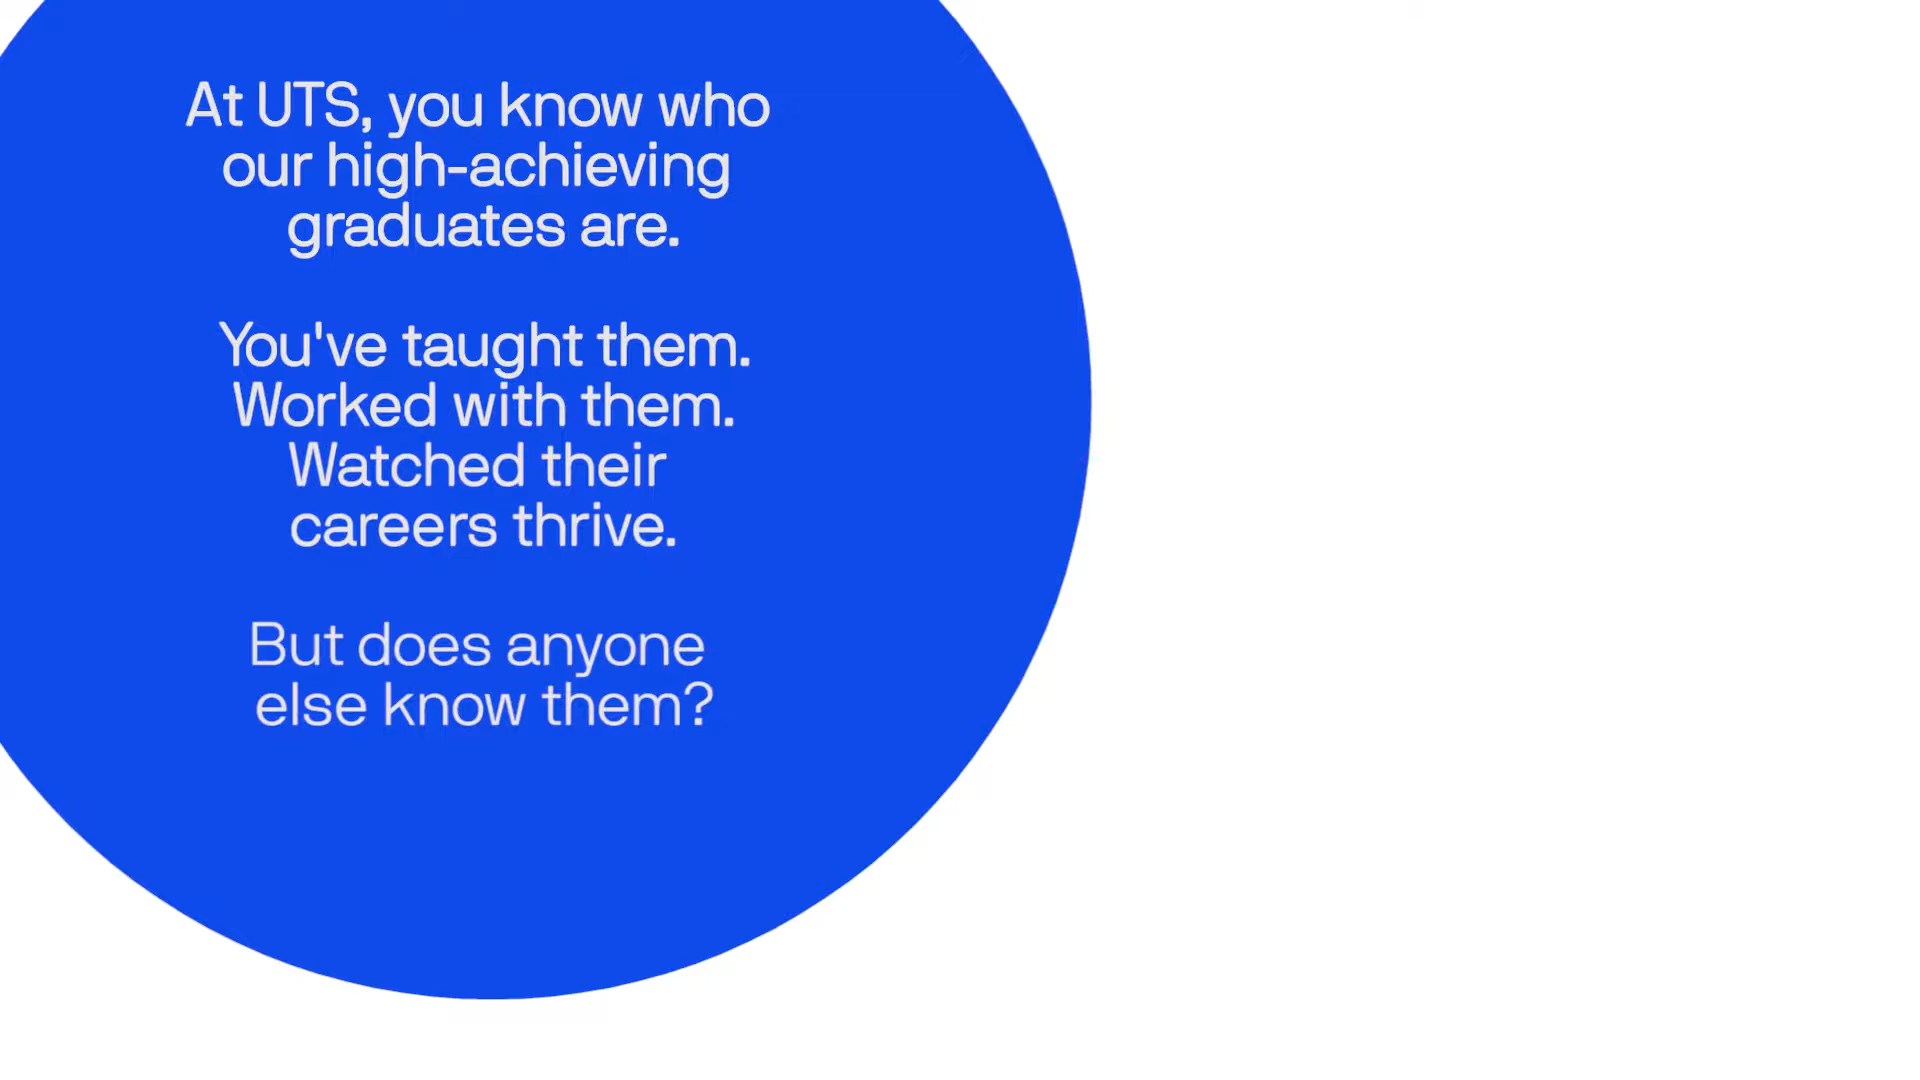 At UTS, you know who
our high-achieving
graduates are.
You've taught them.
Worked with them.
Watched their
careers thrive.
But does anyone
else know them?